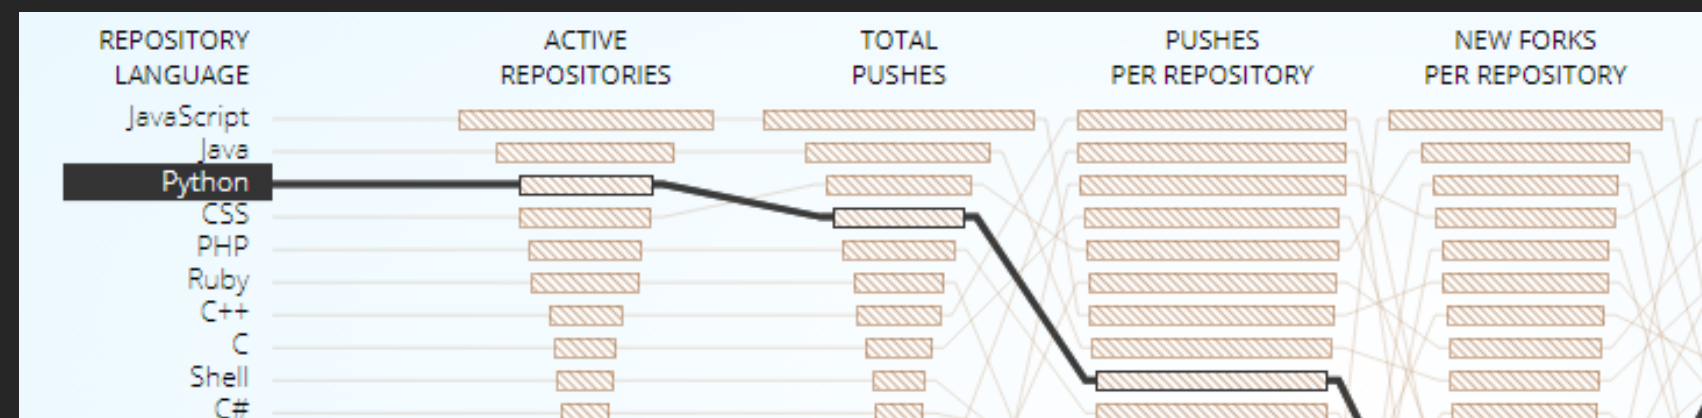 REPOSITORY
LANGUAGE
ACTIVE
REPOSITORIES
TOTAL
PUSHES
PUSHES
PER REPOSITORY
NEW FORKS
PER REPOSITORY
JavaScript
Java
Python
CSS
PHP
Ruby
C++
C
Shell
C#